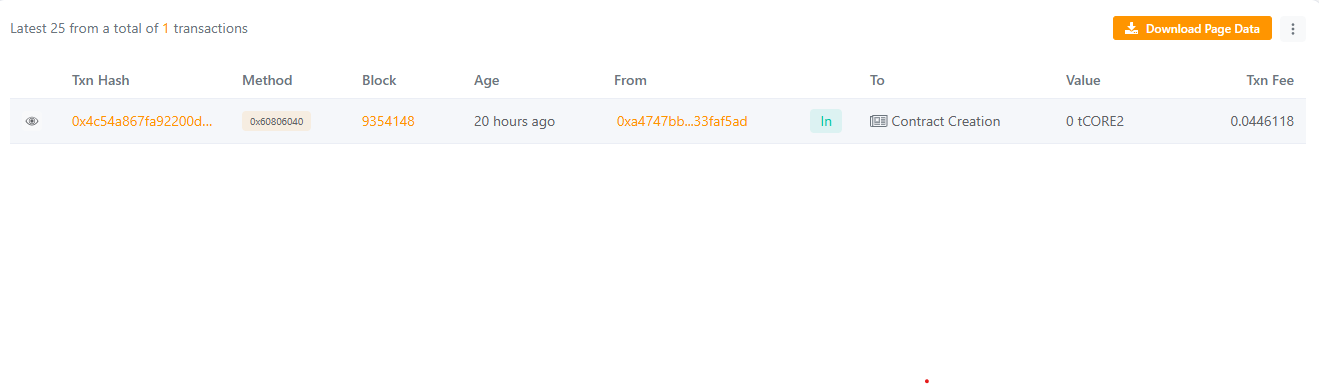 Latest 25 from a total of 1 transactions
Download Page Data
Txn Hash Method Block Age From To Value Txn Fee
0x4c54a867fa92200d... 0x60806040 9354148 20 hours ago 0xa4747bb...33faf5ad In Contract Creation 0 tCORE2 0.0446118